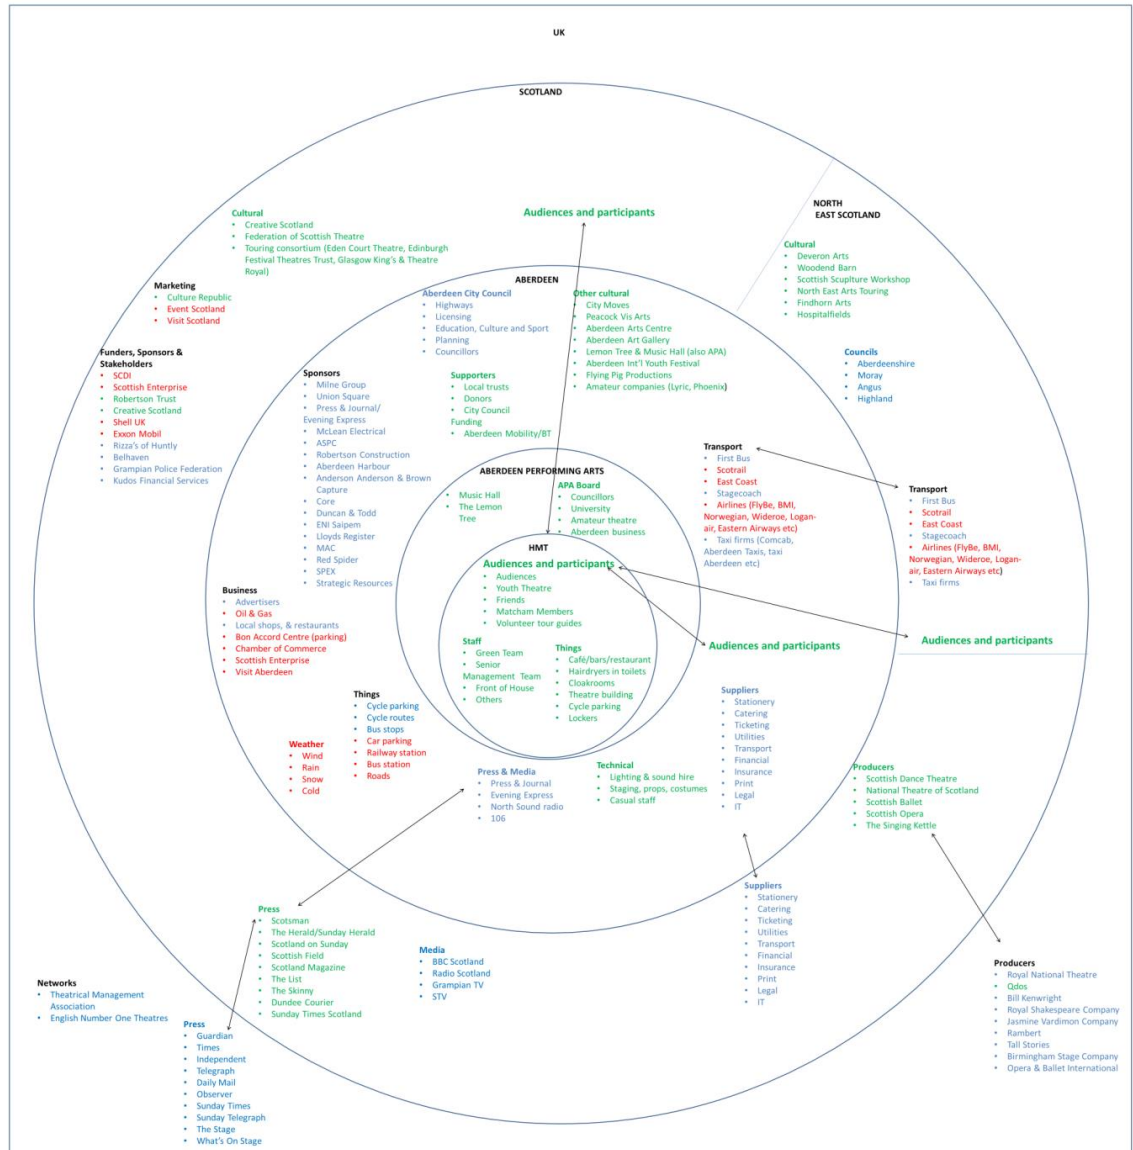 UK
SCOTLAND
NORTH
EAST SCOTLAND
Cultural
• Creative Scotland
• Federation of Scottish Theatre
• Touring consortium (Eden Court Theatre, Edinburgh
Festival Theatres Trust, Glasgow King's & Theatre
Royal)
Audiences and participants
Cultural
• Deveron Arts
• Woodend Barn
• Scottish Scuplture Workshop
• North East Arts Touring
• Findhorn Arts
• Hospitalfields
Marketing
• Culture Republic
• Event Scotland
• Visit Scotland
ABERDEEN
Aberdeen City Council
• Highways
• Licensing
• Education, Culture and Sport
• Planning
• Councillors
Other cultural
• City Moves
• Peacock Vis Arts
• Aberdeen Arts Centre
• Aberdeen Art Gallery
• Lemon Tree & Music Hall (also APA)
• Aberdeen Int'l Youth Festival
• Flying Pig Productions
• Amateur companies (Lyric, Phoenix)
Councils
• Aberdeenshire
• Moray
• Angus
• Highland
Funders, Sponsors &
Stakeholders
• SCDI
• Scottish Enterprise
• Robertson Trust
• Creative Scotland
• Shell UK
• Exxon Mobil
• Rizza's of Huntly
• Belhaven
• Grampian Police Federation
• Kudos Financial Services
Sponsors
• Milne Group
• Union Square
• Press & Journal/
Evening Express
• McLean Electrical
• ASPC
• Robertson Construction
• Aberdeen Harbour
• Anderson Anderson & Brown
Capture
• Core
• Duncan & Todd
• ENI Saipem
• Lloyds Register
• MAC
• Red Spider
• SPEX
• Strategic Resources
Supporters
• Local trusts
• Donors
• City Council
Funding
• Aberdeen Mobility/BT
Transport
• First Bus
• Scotrail
• East Coast
• Stagecoach
• Airlines (FlyBe, BMI,
Norwegian, Wideroe, Logan-
air, Eastern Airways etc)
• Taxi firms (Comcab,
Aberdeen Taxis, taxi
Aberdeen etc)
Transport
• First Bus
• Scotrail
• East Coast
• Stagecoach
• Airlines (FlyBe, BMI,
Norwegian, Wideroe, Logan-
air, Eastern Airways etc)
• Taxi firms
ABERDEEN PERFORMING ARTS
• Music Hall
• The Lemon
Tree
APA Board
• Councillors
• University
• Amateur theatre
• Aberdeen business
HMT
Audiences and participants
• Audiences
• Youth Theatre
• Friends
• Matcham Members
• Volunteer tour guides
Staff
• Green Team
• Senior
Management Team
• Front of House
• Others
Things
• Café/bars/restaurant
• Hairdryers in toilets
• Cloakrooms
• Theatre building
• Cycle parking
• Lockers
Business
• Advertisers
• Oil & Gas
• Local shops, & restaurants
• Bon Accord Centre (parking)
• Chamber of Commerce
• Scottish Enterprise
• Visit Aberdeen
Audiences and participants
Audiences and participants
Things
• Cycle parking
• Cycle routes
• Bus stops
• Car parking
• Railway station
• Bus station
• Roads
Weather
• Wind
• Rain
• Snow
• Cold
Suppliers
• Stationery
• Catering
• Ticketing
• Utilities
• Transport
• Financial
• Insurance
• Print
• Legal
• IT
Press & Media
• Press & Journal
• Evening Express
• North Sound radio
• 106
Technical
• Lighting & sound hire
• Staging, props, costumes
• Casual staff
Producers
• Scottish Dance Theatre
• National Theatre of Scotland
• Scottish Ballet
• Scottish Opera
• The Singing Kettle
Suppliers
• Stationery
• Catering
• Ticketing
• Utilities
• Transport
• Financial
• Insurance
• Print
• Legal
• IT
Press
• Scotsman
• The Herald/Sunday Herald
• Scotland on Sunday
• Scottish Field
• Scotland Magazine
• The List
• The Skinny
• Dundee Courier
• Sunday Times Scotland
Media
• BBC Scotland
• Radio Scotland
• Grampian TV
• STV
Networks
• Theatrical Management
Association
• English Number One Theatres
Press
• Guardian
• Times
• Independent
• Telegraph
• Daily Mail
• Observer
• Sunday Times
• Sunday Telegraph
• The Stage
• What's On Stage
Producers
• Royal National Theatre
• Qdos
• Bill Kenwright
• Royal Shakespeare Company
• Jasmine Vardimon Company
• Rambert
• Tall Stories
• Birmingham Stage Company
• Opera & Ballet International